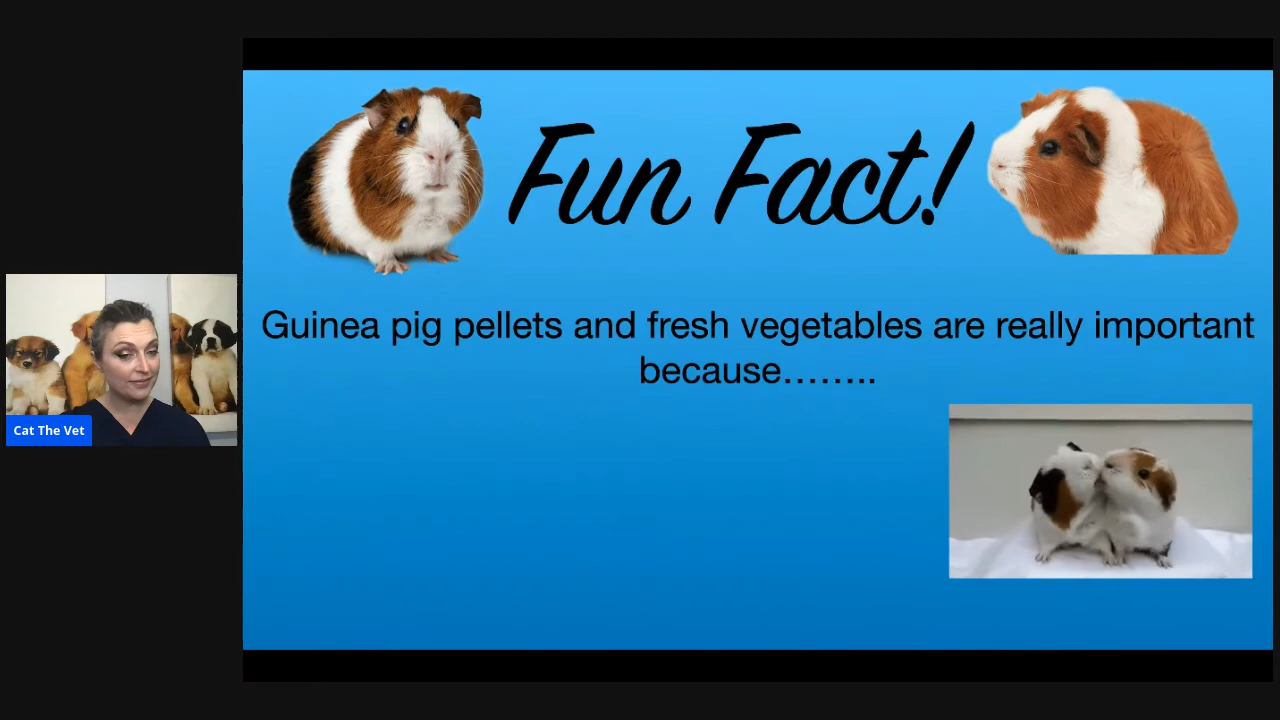 Fun Fact!
Guinea pig pellets and fresh vegetables are really important
because........
Cat The Vet